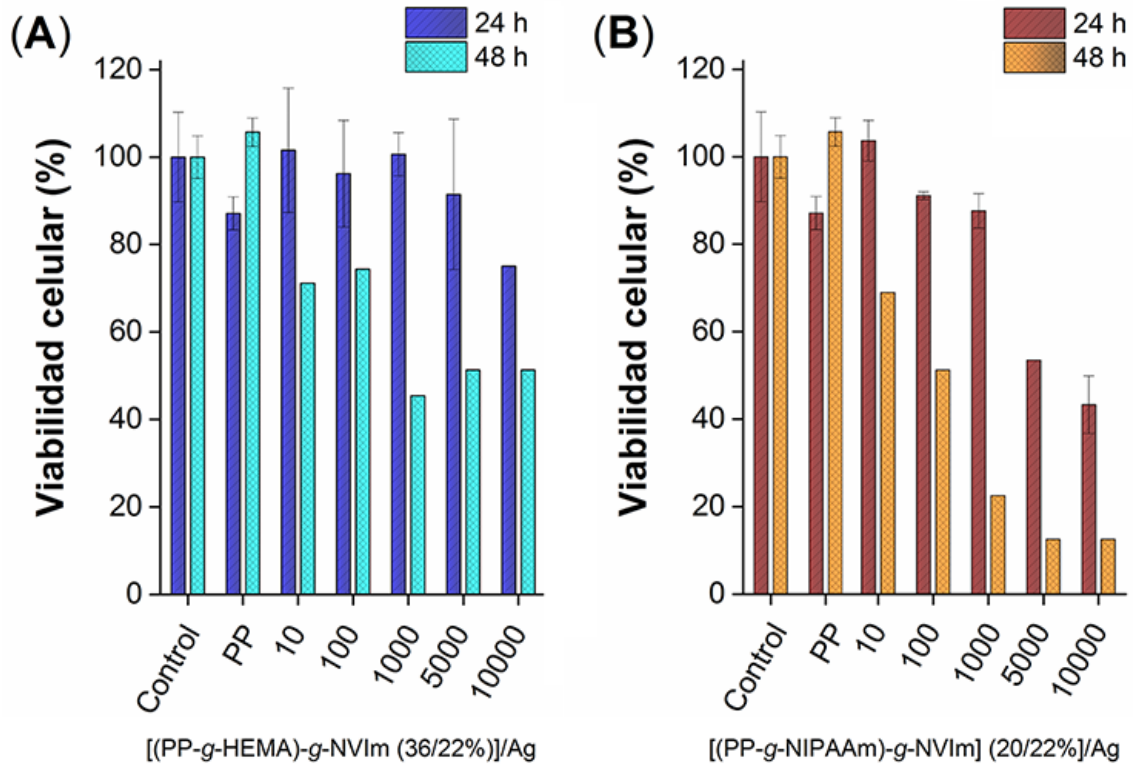 (A)
24 h
48 h
Viabilidad celular (%)
120
100
80
60
40
20
0
Control
PP
10
100
1000
5000
10000
[(PP-g-HEMA)-g-NVIm (36/22%)]/Ag
(B)
24 h
48 h
Viabilidad celular (%)
120
100
80
60
40
20
0
Control
PP
10
100
1000
5000
10000
[(PP-g-NIPAAm)-g-NVIm] (20/22%]/Ag